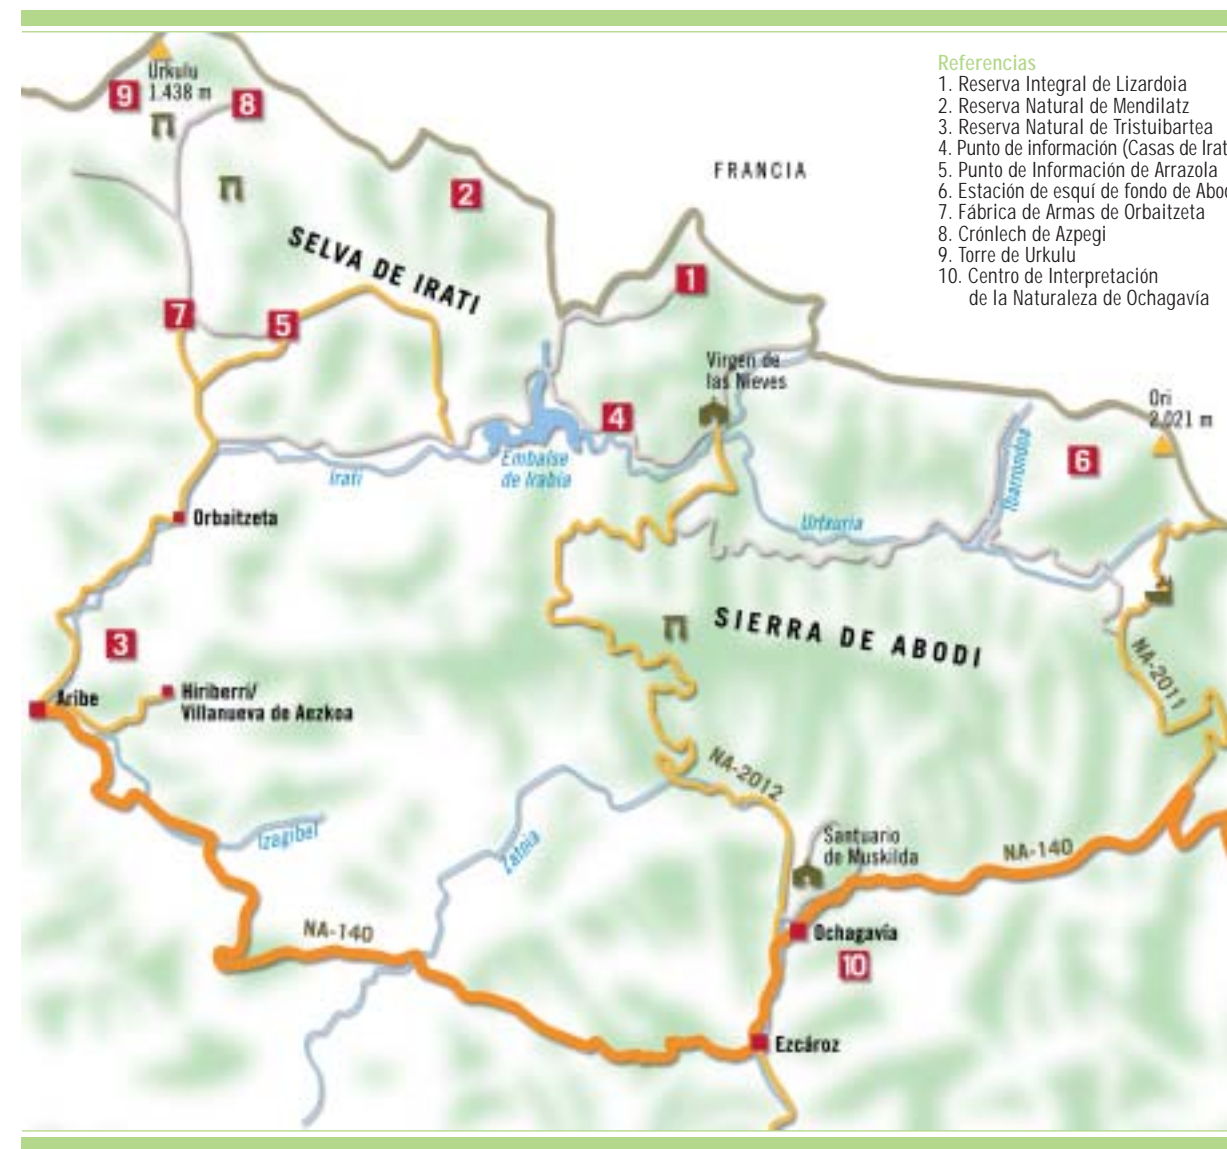 Referencias
1. Reserva Integral de Lizardoia
2. Reserva Natural de Mendilatz
3. Reserva Natural de Tristuibartea
4. Punto de información (Casas de Irat
5. Punto de Información de Arrazola
6. Estación de esquí de fondo de Abod
7. Fábrica de Armas de Orbaitzeta
8. Crónlech de Azpegi
9. Torre de Urkulu
10. Centro de Interpretación
de la Naturaleza de Ochagavía
Urkulu
1.438 m
9
8
2
FRANCIA
SELVA DE IRATI
1
7
5
Virgen de
las Nieves
4
Ori
2.021 m
6
Ibarrondoa
Irati
Embalse
de Irabia
Urtxuria
Orbaitzeta
SIERRA DE ABODI
3
NA-2011
Aribe
Hiriberri/
Villanueva de Aezkoa
NA-2012
Izagibel
Zatoia
Santuario
de Muskilda
NA-140
NA-140
Ochagavía
10
Ezcároz